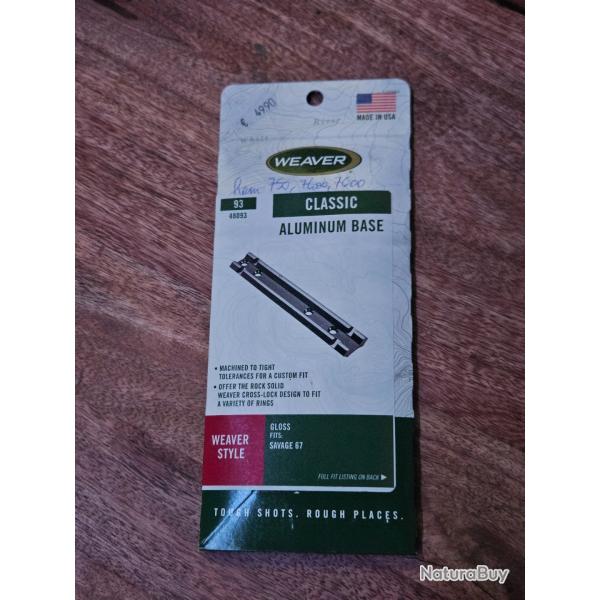 € 4990
MADE IN USA
WEAVER
Rem 750, 7400, 7600
93
48093
CLASSIC
ALUMINUM BASE
• MACHINED TO TIGHT
TOLERANCES FOR A CUSTOM FIT
• OFFER THE ROCK SOLID
WEAVER CROSS-LOCK DESIGN TO FIT
A VARIETY OF RINGS
WEAVER
STYLE
GLOSS
FITS:
SAVAGE 67
FULL FIT LISTING ON BACK ▶
TOUGH SHOTS. ROUGH PLACES.
NaturaBuy